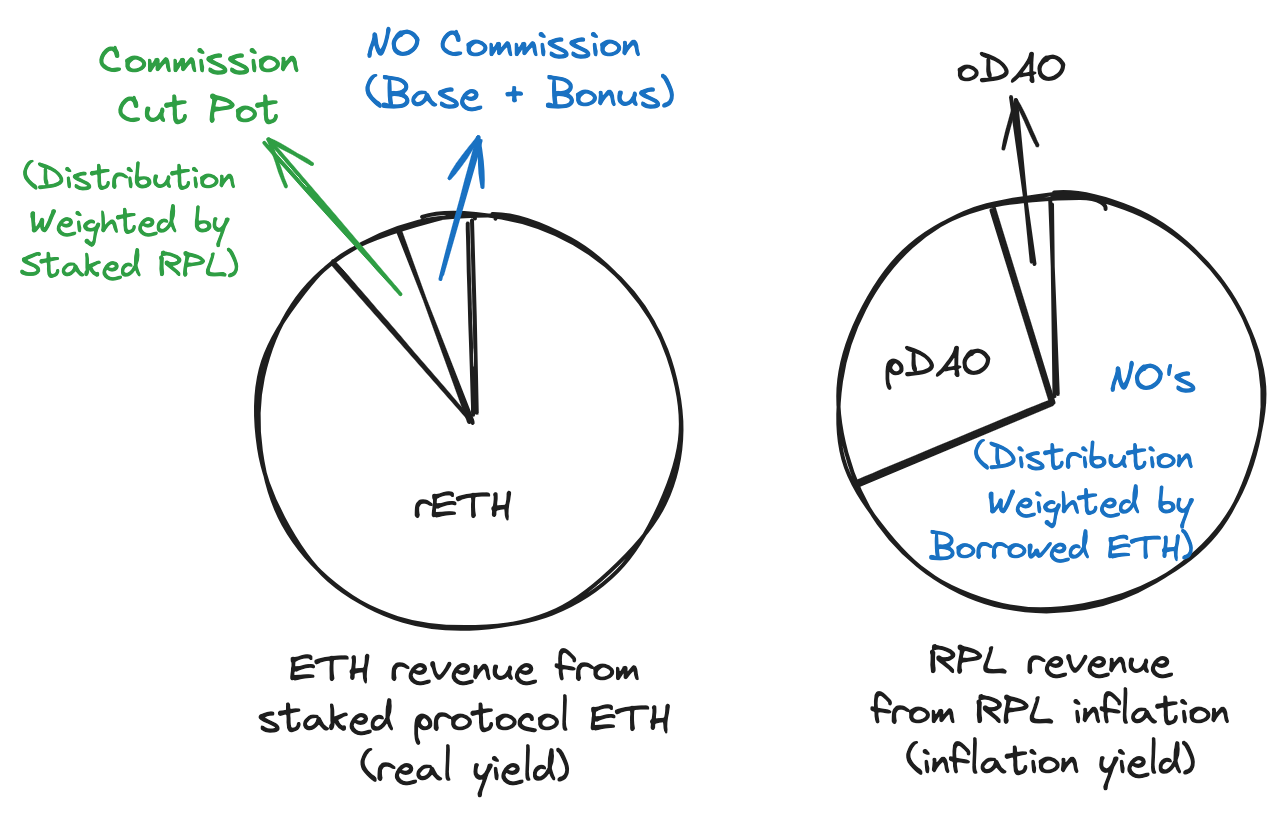 Commission
Cut Pot
(Distribution
Weighted by
Staked RPL)
NO Commission
(Base + Bonus)
rETH
ETH revenue from
staked protocol ETH
(real yield)
oDAO
pDAO
NO's
(Distribution
Weighted by
Borrowed ETH)
RPL revenue
from RPL inflation
(inflation yield)